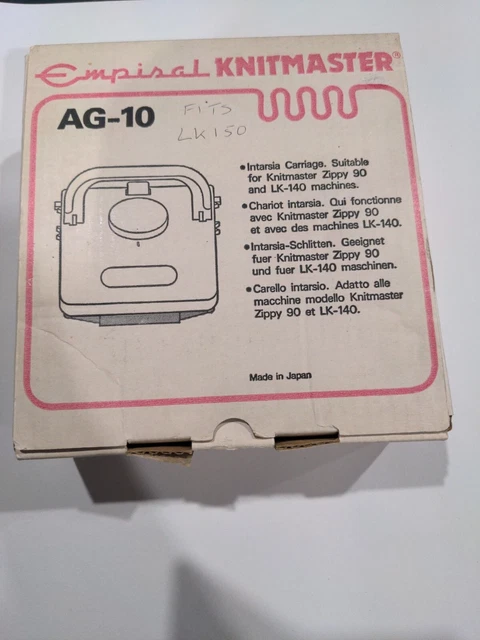 Empisal KNITMASTER®
AG-10
FITS
LK150
•Intarsia Carriage. Suitable
for Knitmaster Zippy 90
and LK-140 machines.
•Chariot intarsia. Qui fonctionne
avec Knitmaster Zippy 90
et avec des machines LK-140.
•Intarsia-Schlitten. Geeignet
fuer Knitmaster Zippy 90
und fuer LK-140 maschinen.
•Carello intarsio. Adatto alle
macchine modello Knitmaster
Zippy 90 et LK-140.
Made in Japan